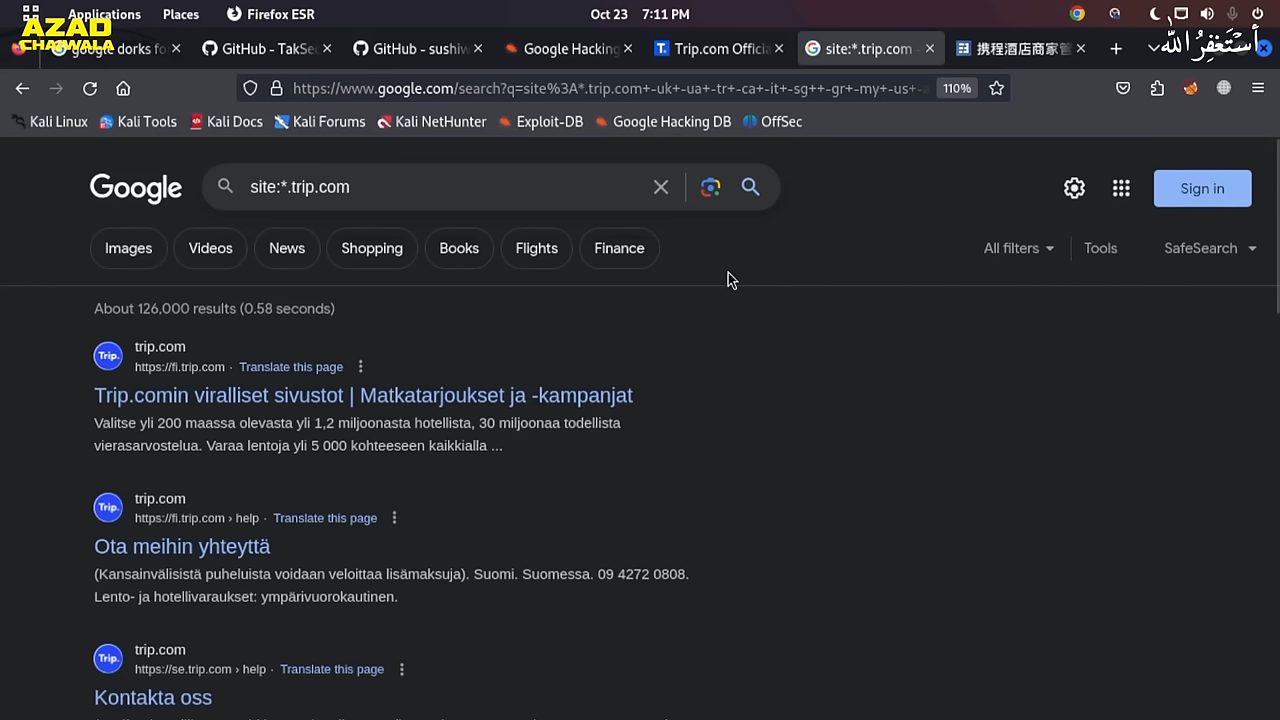 Applications Places Firefox ESR Oct 23 7:11 PM
AZAD
CHAIWALA
أستغفر الله
google dorks fo GitHub - TakSec GitHub - sushiw Google Hacking Trip.com Officia site:*.trip.com - 携程酒店商家管
https://www.google.com/search?q=site%3A*.trip.com+-uk+-ua+-tr+-ca+-it+-sg++-gr+-my+-us+-a 110%
Kali Linux Kali Tools Kali Docs Kali Forums Kali NetHunter Exploit-DB Google Hacking DB OffSec
Google site:*.trip.com Sign in
Images Videos News Shopping Books Flights Finance All filters Tools SafeSearch
About 126,000 results (0.58 seconds)
Trip. trip.com
https://fi.trip.com · Translate this page
Trip.comin viralliset sivustot | Matkatarjoukset ja -kampanjat
Valitse yli 200 maassa olevasta yli 1,2 miljoonasta hotellista, 30 miljoonaa todellista
vierasarvostelua. Varaa lentoja yli 5 000 kohteeseen kaikkialla ...
Trip. trip.com
https://fi.trip.com › help · Translate this page
Ota meihin yhteyttä
(Kansainvälisistä puheluista voidaan veloittaa lisämaksuja). Suomi. Suomessa. 09 4272 0808.
Lento- ja hotellivaraukset: ympärivuorokautinen.
Trip. trip.com
https://se.trip.com › help · Translate this page
Kontakta oss